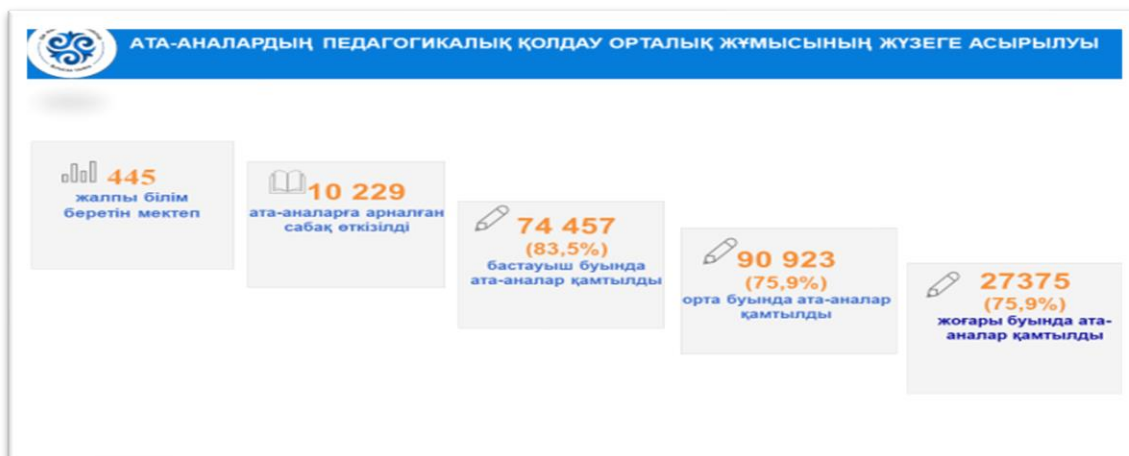 АТА-АНАЛАРДЫҢ ПЕДАГОГИКАЛЫҚ ҚОЛДАУ ОРТАЛЫҚ ЖҰМЫСЫНЫҢ ЖҮЗЕГЕ АСЫРЫЛУЫ
445
жалпы білім
беретін мектеп
10 229
ата-аналарға арналған
сабақ өткізілді
74 457
(83,5%)
бастауыш буында
ата-аналар қамтылды
90 923
(75,9%)
орта буында ата-аналар
қамтылды
27375
(75,9%)
жоғары буында ата-
аналар қамтылды